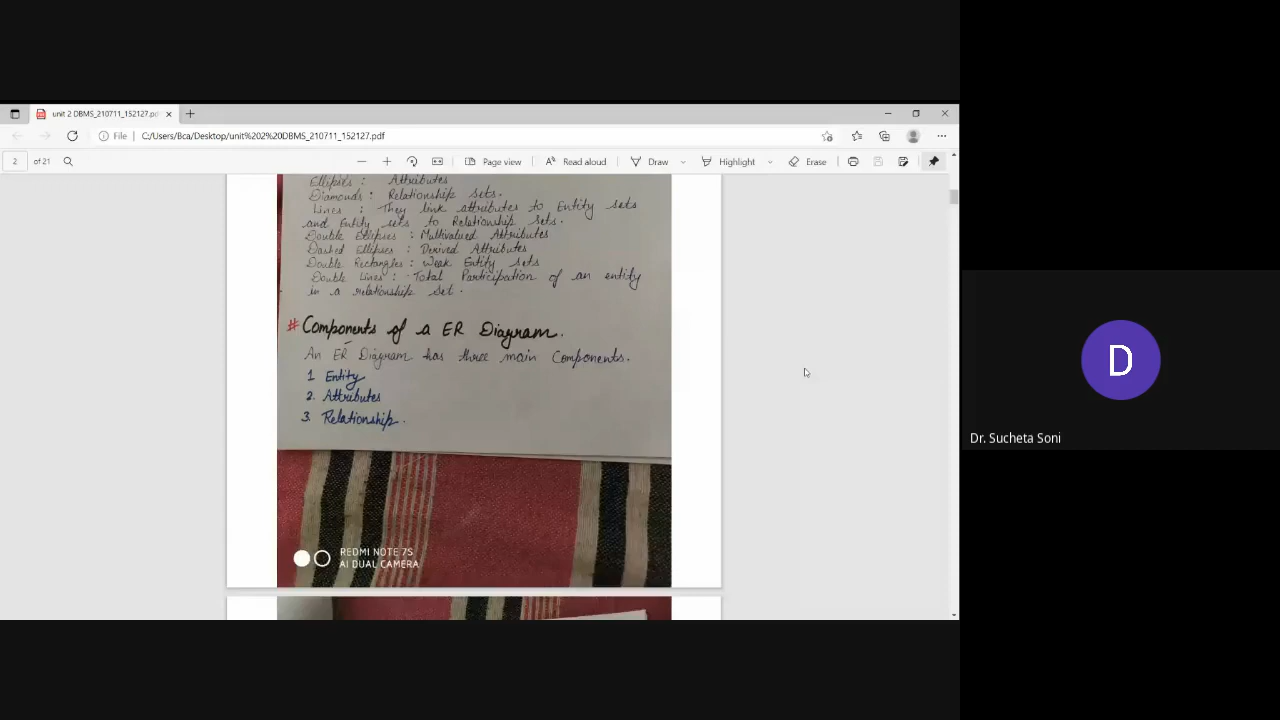 unit 2 DBMS_210711_152127.pdf
File
C:/Users/Bca/Desktop/unit%202%20DBMS_210711_152127.pdf
2 of 21
Page view
Read aloud
Draw
Highlight
Erase
Ellipses : Attributes
Diamonds : Relationship sets.
Lines : They link attributes to Entity sets
and Entity sets to Relationship sets.
Double Ellipses : Multivalued Attributes
Dashed Ellipses : Derived Attributes
Double Rectangles : Weak Entity sets
Double Lines : Total Participation of an entity
in a relationship set.
# Components of a ER Diagram.
An ER Diagram has three main Components.
1 Entity
2. Attributes
3. Relationship.
REDMI NOTE 7S
AI DUAL CAMERA
D
Dr. Sucheta Soni